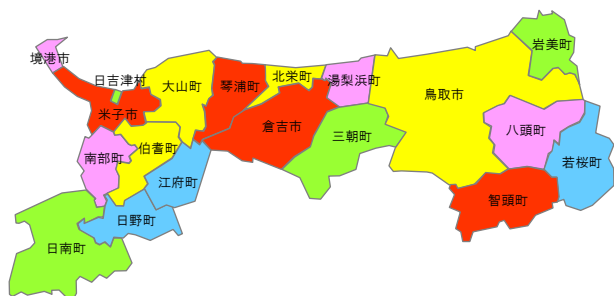 岩美町
境港市
日吉津村
大山町
琴浦町
北栄町
湯梨浜町
鳥取市
米子市
倉吉市
三朝町
八頭町
南部町
伯耆町
若桜町
江府町
智頭町
日野町
日南町